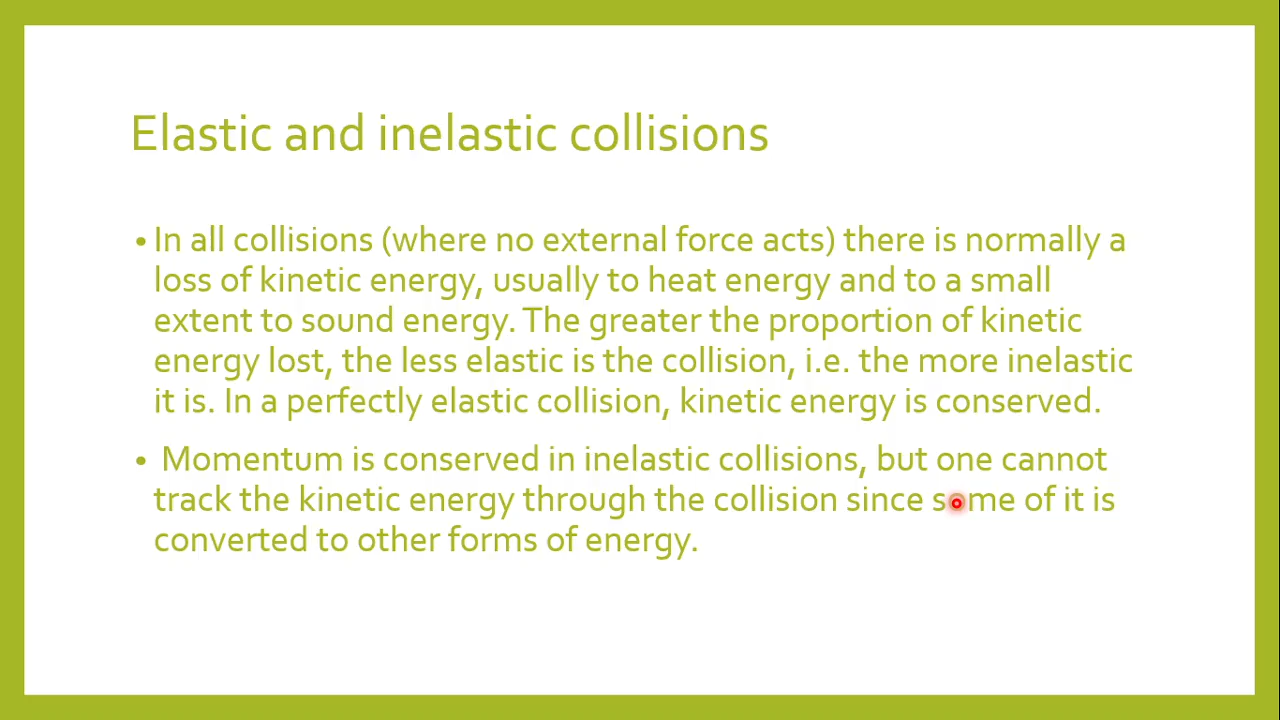 Elastic and inelastic collisions
• In all collisions (where no external force acts) there is normally a
loss of kinetic energy, usually to heat energy and to a small
extent to sound energy. The greater the proportion of kinetic
energy lost, the less elastic is the collision, i.e. the more inelastic
it is. In a perfectly elastic collision, kinetic energy is conserved.
• Momentum is conserved in inelastic collisions, but one cannot
track the kinetic energy through the collision since some of it is
converted to other forms of energy.